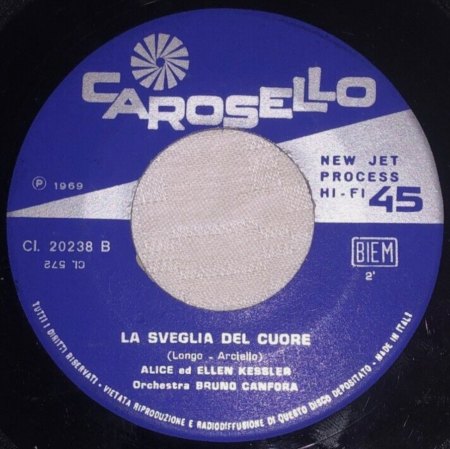 CAROSELLO
NEW JET
PROCESS
HI-FI 45
℗ 1969
CI. 20238 B
CI. 572
BIEM
2'
LA SVEGLIA DEL CUORE
(Longo - Arciello)
ALICE ed ELLEN KESSLER
Orchestra BRUNO CANFORA
TUTTI I DIRITTI RISERVATI - VIETATA RIPRODUZIONE E RADIODIFFUSIONE DI QUESTO DISCO DEPOSITATO - MADE IN ITALY